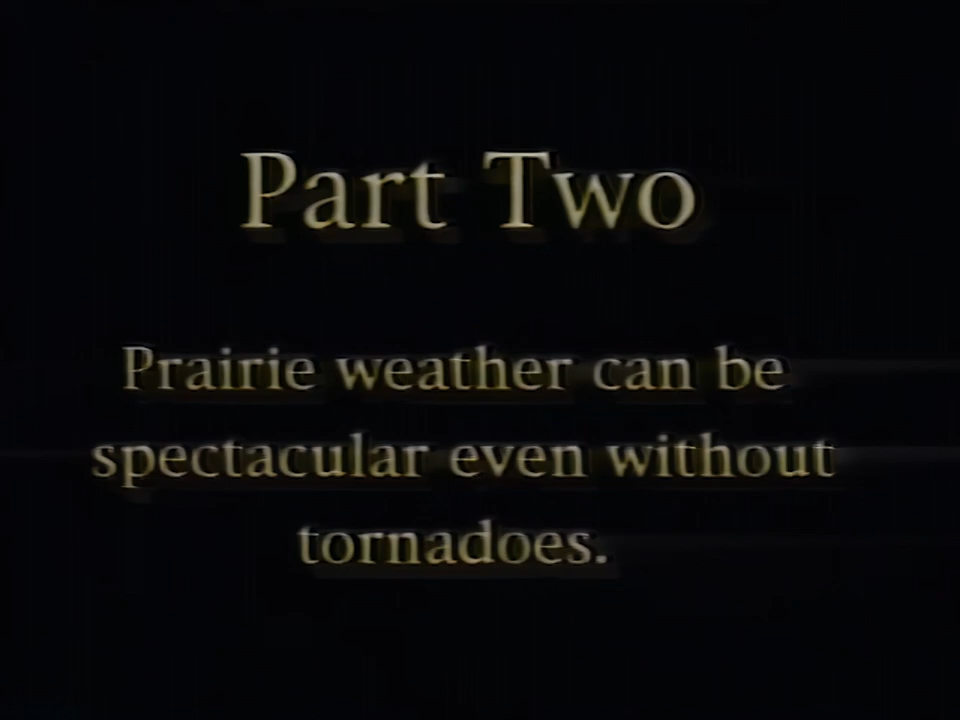 Part Two
Prairie weather can be
spectacular even without
tornadoes.